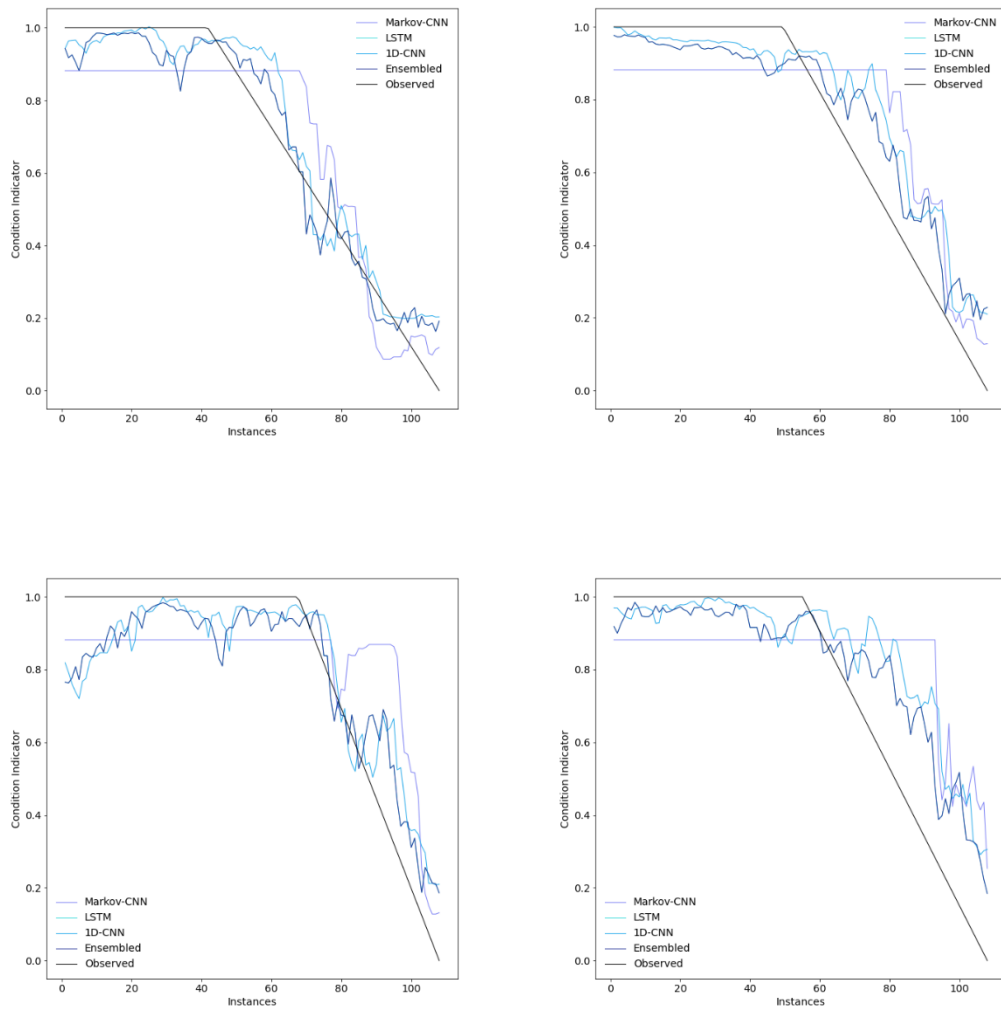 1.0
0.8
0.6
0.4
0.2
0.0
Condition Indicator
0 20 40 60 80 100
Instances
Markov-CNN
LSTM
1D-CNN
Ensembled
Observed
1.0
0.8
0.6
0.4
0.2
0.0
Condition Indicator
0 20 40 60 80 100
Instances
Markov-CNN
LSTM
1D-CNN
Ensembled
Observed
1.0
0.8
0.6
0.4
0.2
0.0
Condition Indicator
0 20 40 60 80 100
Instances
Markov-CNN
LSTM
1D-CNN
Ensembled
Observed
1.0
0.8
0.6
0.4
0.2
0.0
Condition Indicator
0 20 40 60 80 100
Instances
Markov-CNN
LSTM
1D-CNN
Ensembled
Observed